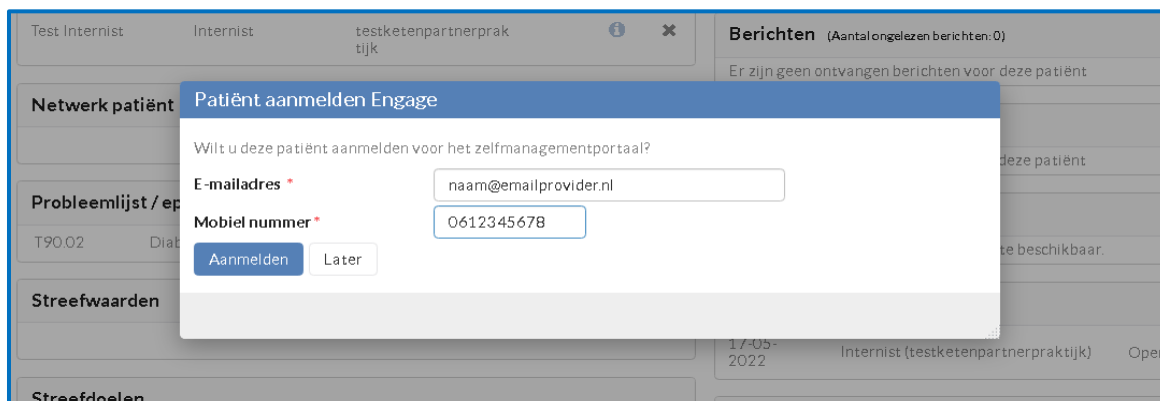 Test Internist Internist testketenpartnerprak
tijk
Netwerk patiënt
Probleemlijst / ep
T90.02 Diab
Streefwaarden
Streefdoelen
Patiënt aanmelden Engage
Wilt u deze patiënt aanmelden voor het zelfmanagementportaal?
E-mailadres * naam@emailprovider.nl
Mobiel nummer * 0612345678
Aanmelden Later
Berichten (Aantal ongelezen berichten: 0)
Er zijn geen ontvangen berichten voor deze patiënt
deze patiënt
te beschikbaar.
17-05-
2022 Internist (testketenpartnerpraktijk) Oper